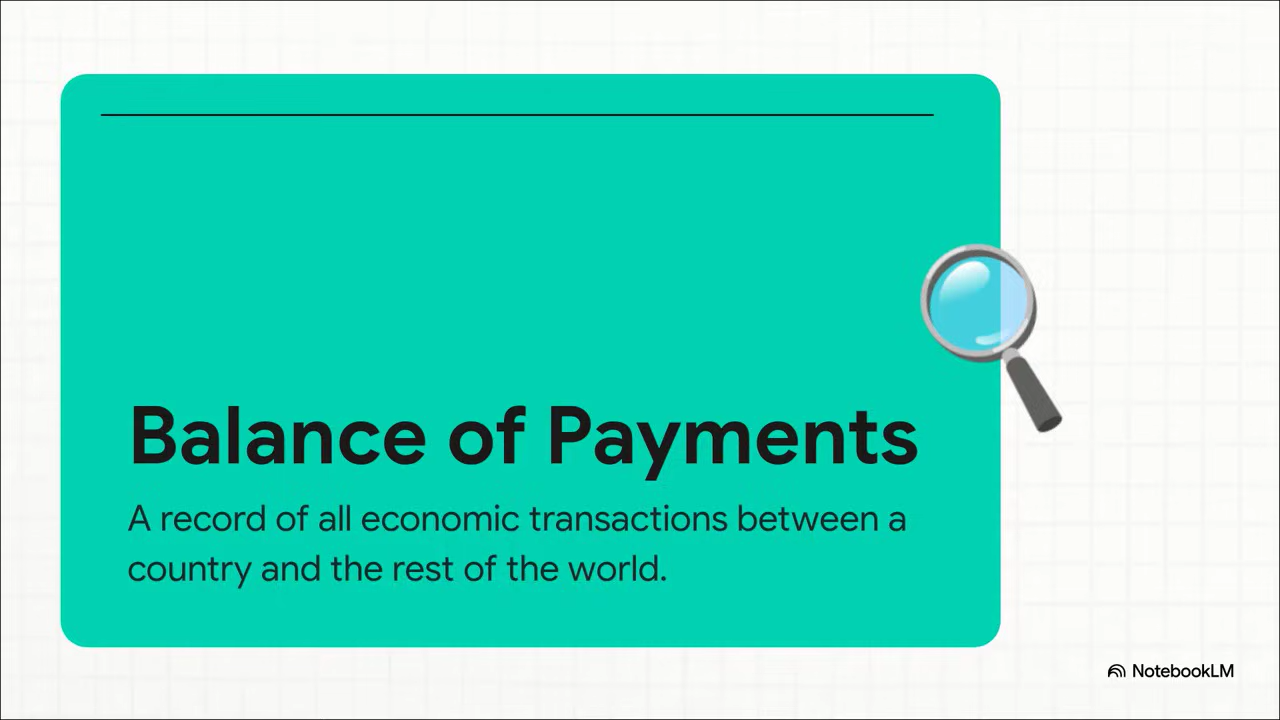 Balance of Payments
A record of all economic transactions between a
country and the rest of the world.
NotebookLM